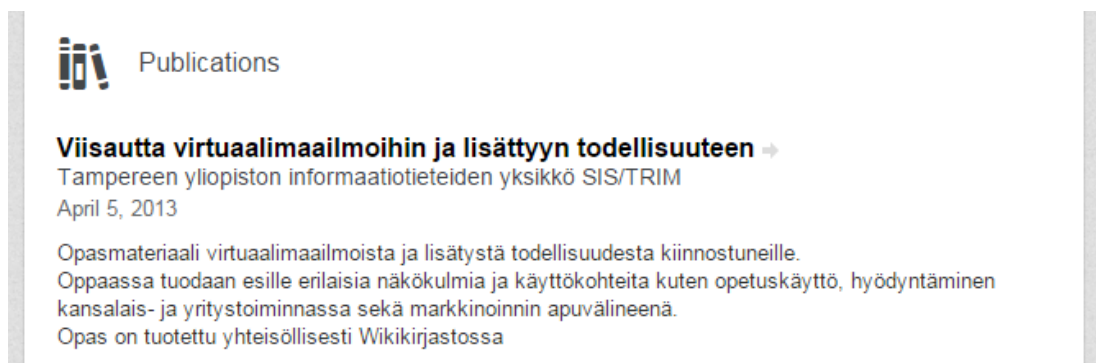 Publications
Viisautta virtuaalimaailmoihin ja lisättyyn todellisuuteen
Tampereen yliopiston informaatiotieteiden yksikkö SIS/TRIM
April 5, 2013
Opasmateriaali virtuaalimaailmoista ja lisätystä todellisuudesta kiinnostuneille.
Oppaassa tuodaan esille erilaisia näkökulmia ja käyttökohteita kuten opetuskäyttö, hyödyntäminen
kansalais- ja yritystoiminnassa sekä markkinoinnin apuvälineenä.
Opas on tuotettu yhteisöllisesti Wikikirjastossa